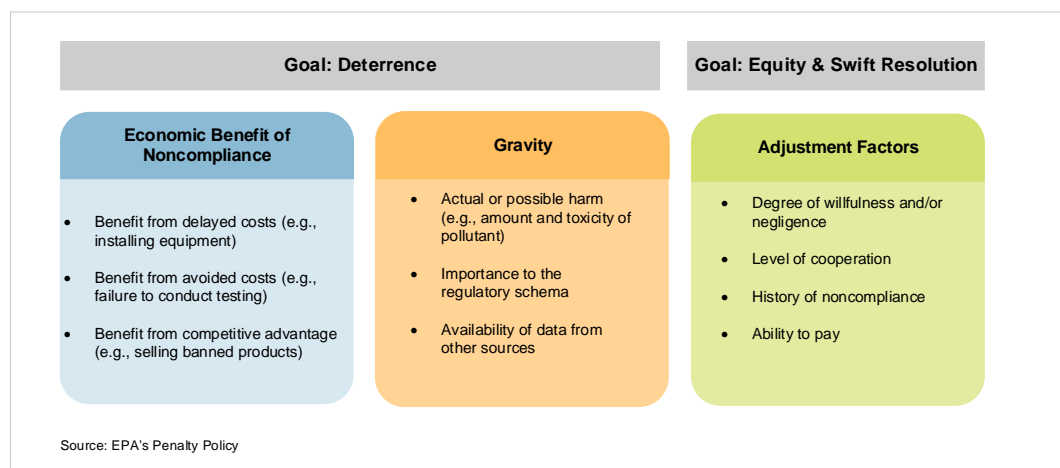 Goal: Deterrence
Goal: Equity & Swift Resolution
Economic Benefit of
Noncompliance
• Benefit from delayed costs (e.g.,
installing equipment)
• Benefit from avoided costs (e.g.,
failure to conduct testing)
• Benefit from competitive advantage
(e.g., selling banned products)
Gravity
• Actual or possible harm
(e.g., amount and toxicity of
pollutant)
• Importance to the
regulatory schema
• Availability of data from
other sources
Adjustment Factors
• Degree of willfulness and/or
negligence
• Level of cooperation
• History of noncompliance
• Ability to pay
Source: EPA's Penalty Policy